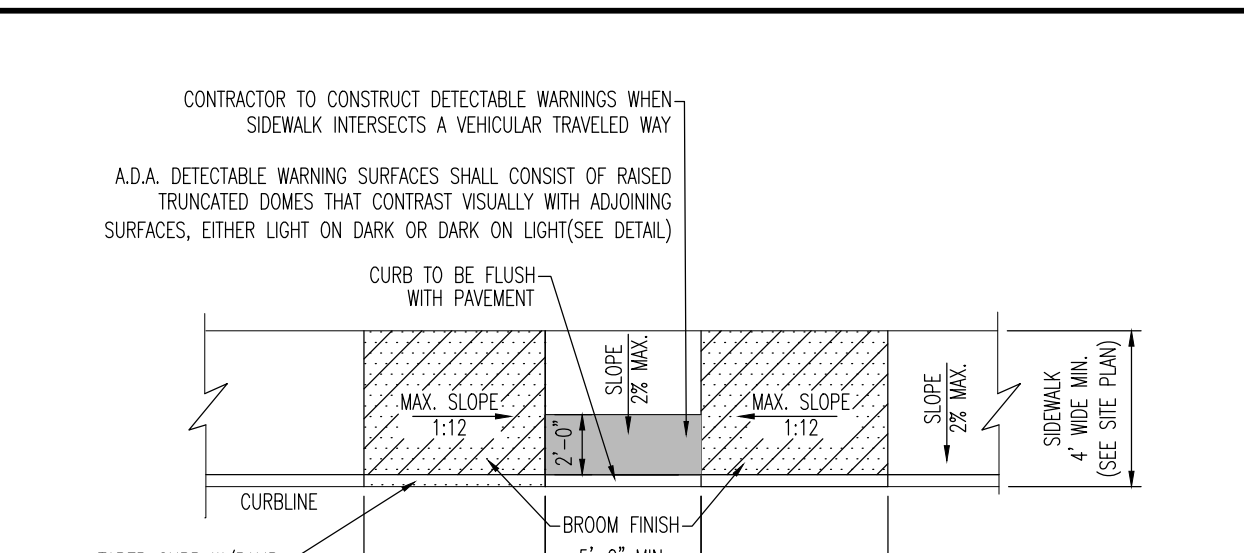 CONTRACTOR TO CONSTRUCT DETECTABLE WARNINGS WHEN
SIDEWALK INTERSECTS A VEHICULAR TRAVELED WAY
A.D.A. DETECTABLE WARNING SURFACES SHALL CONSIST OF RAISED
TRUNCATED DOMES THAT CONTRAST VISUALLY WITH ADJOINING
SURFACES, EITHER LIGHT ON DARK OR DARK ON LIGHT(SEE DETAIL)
CURB TO BE FLUSH
WITH PAVEMENT
MAX. SLOPE
1:12
SLOPE
2% MAX.
2'-0"
MAX. SLOPE
1:12
SLOPE
2% MAX.
SIDEWALK
4' WIDE MIN.
(SEE SITE PLAN)
CURBLINE
BROOM FINISH